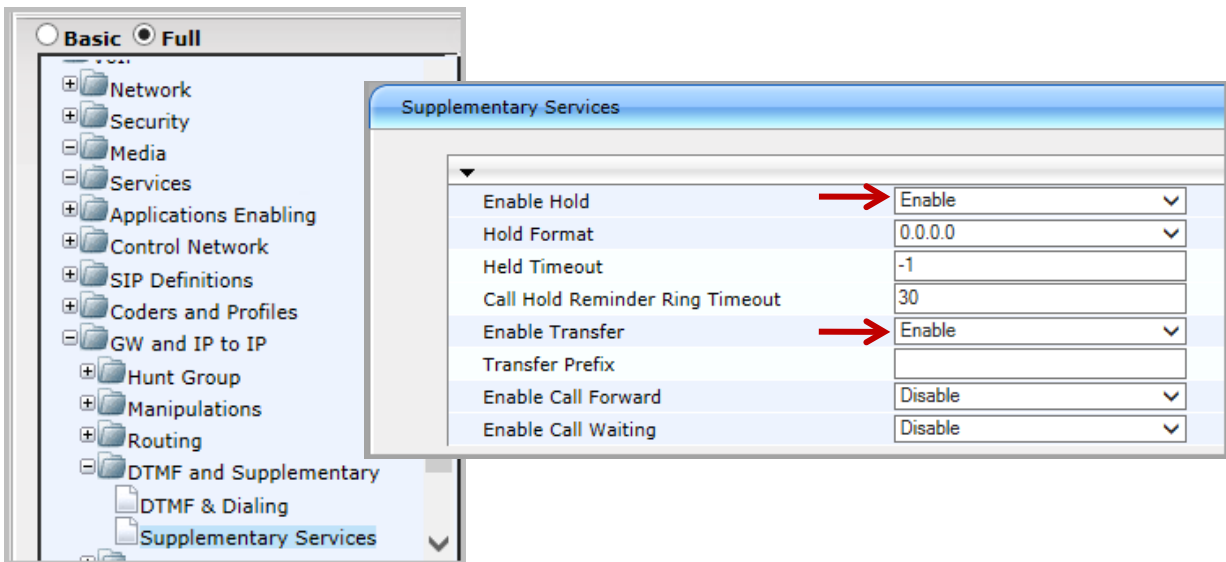 Basic Full
VoIP
Network
Security
Media
Services
Applications Enabling
Control Network
SIP Definitions
Coders and Profiles
GW and IP to IP
Hunt Group
Manipulations
Routing
DTMF and Supplementary
DTMF & Dialing
Supplementary Services
Supplementary Services
Enable Hold Enable
Hold Format 0.0.0.0
Held Timeout -1
Call Hold Reminder Ring Timeout 30
Enable Transfer Enable
Transfer Prefix
Enable Call Forward Disable
Enable Call Waiting Disable